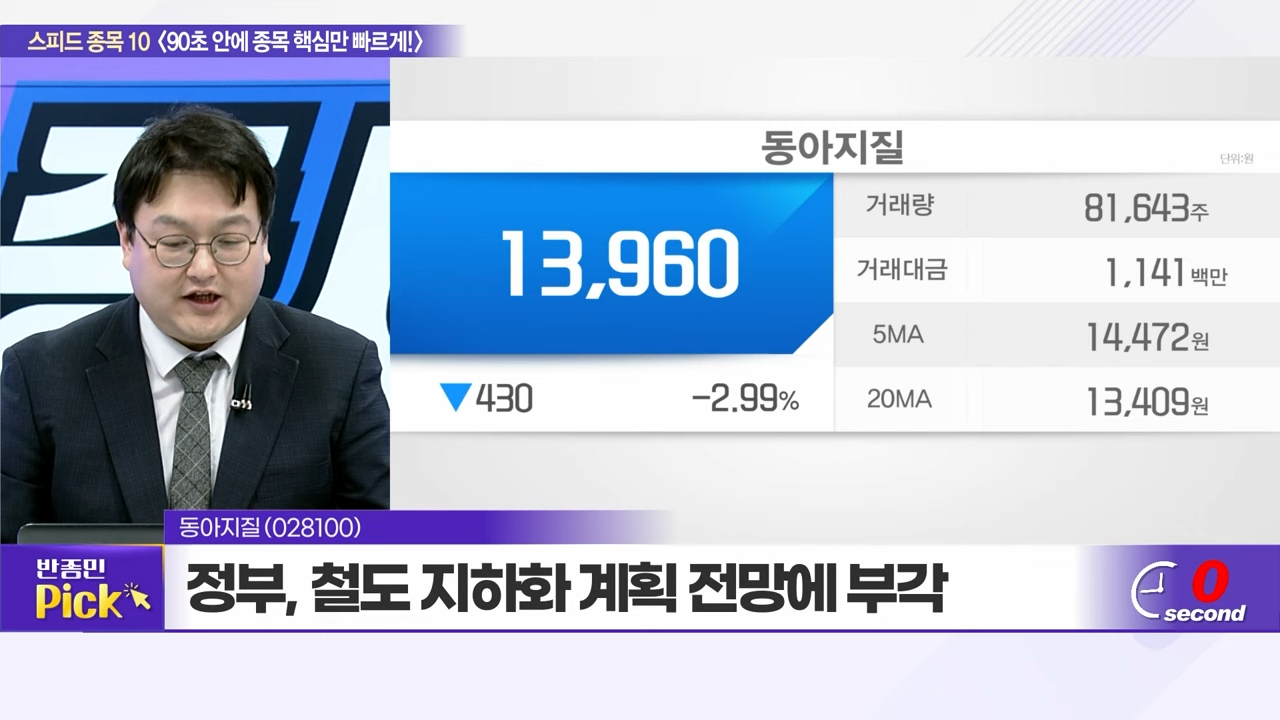 스피드 종목 10 <90초 안에 종목 핵심만 빠르게!>
동아지질
단위:원
13,960
▼430 -2.99%
거래량 81,643주
거래대금 1,141백만
5MA 14,472원
20MA 13,409원
동아지질(028100)
반종민
Pick
정부, 철도 지하화 계획 전망에 부각
0
second